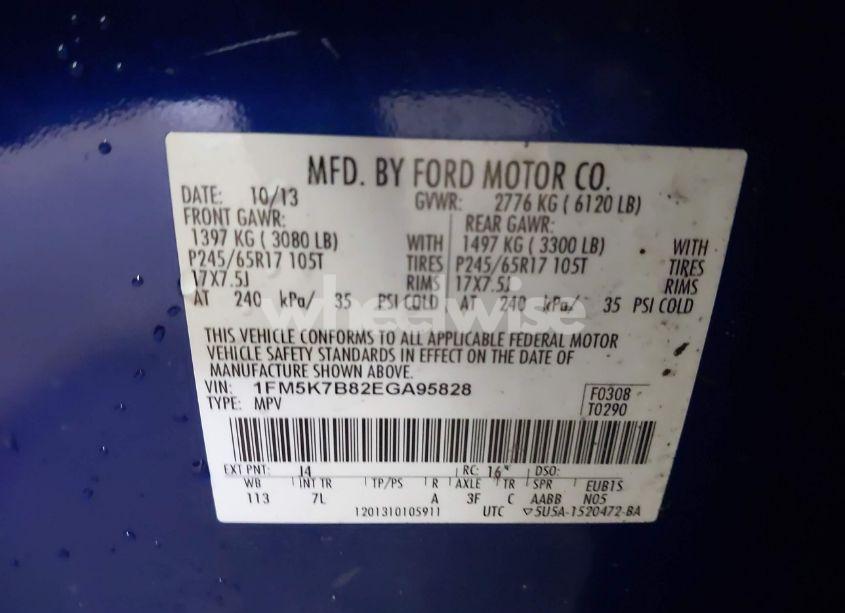 MFD. BY FORD MOTOR CO.
DATE: 10/13 GVWR: 2776 KG ( 6120 LB)
FRONT GAWR: REAR GAWR:
1397 KG ( 3080 LB) WITH 1497 KG ( 3300 LB) WITH
P245/65R17 105T TIRES P245/65R17 105T TIRES
17X7.5J RIMS 17X7.5J RIMS
AT 240 kPa/ 35 PSI COLD AT 240 kPa/ 35 PSI COLD
wheelwise
THIS VEHICLE CONFORMS TO ALL APPLICABLE FEDERAL MOTOR
VEHICLE SAFETY STANDARDS IN EFFECT ON THE DATE OF
MANUFACTURE SHOWN ABOVE.
VIN: 1FM5K7B82EGA95828 F0308
TYPE: MPV T0290
EXT PNT: J4 RC: 16 DSO:
WB INT TR TP/PS R AXLE TR SPR EUB1S
113 7L A 3F C AABB N05
1201310105911 UTC ▽5U5A-1520472-BA